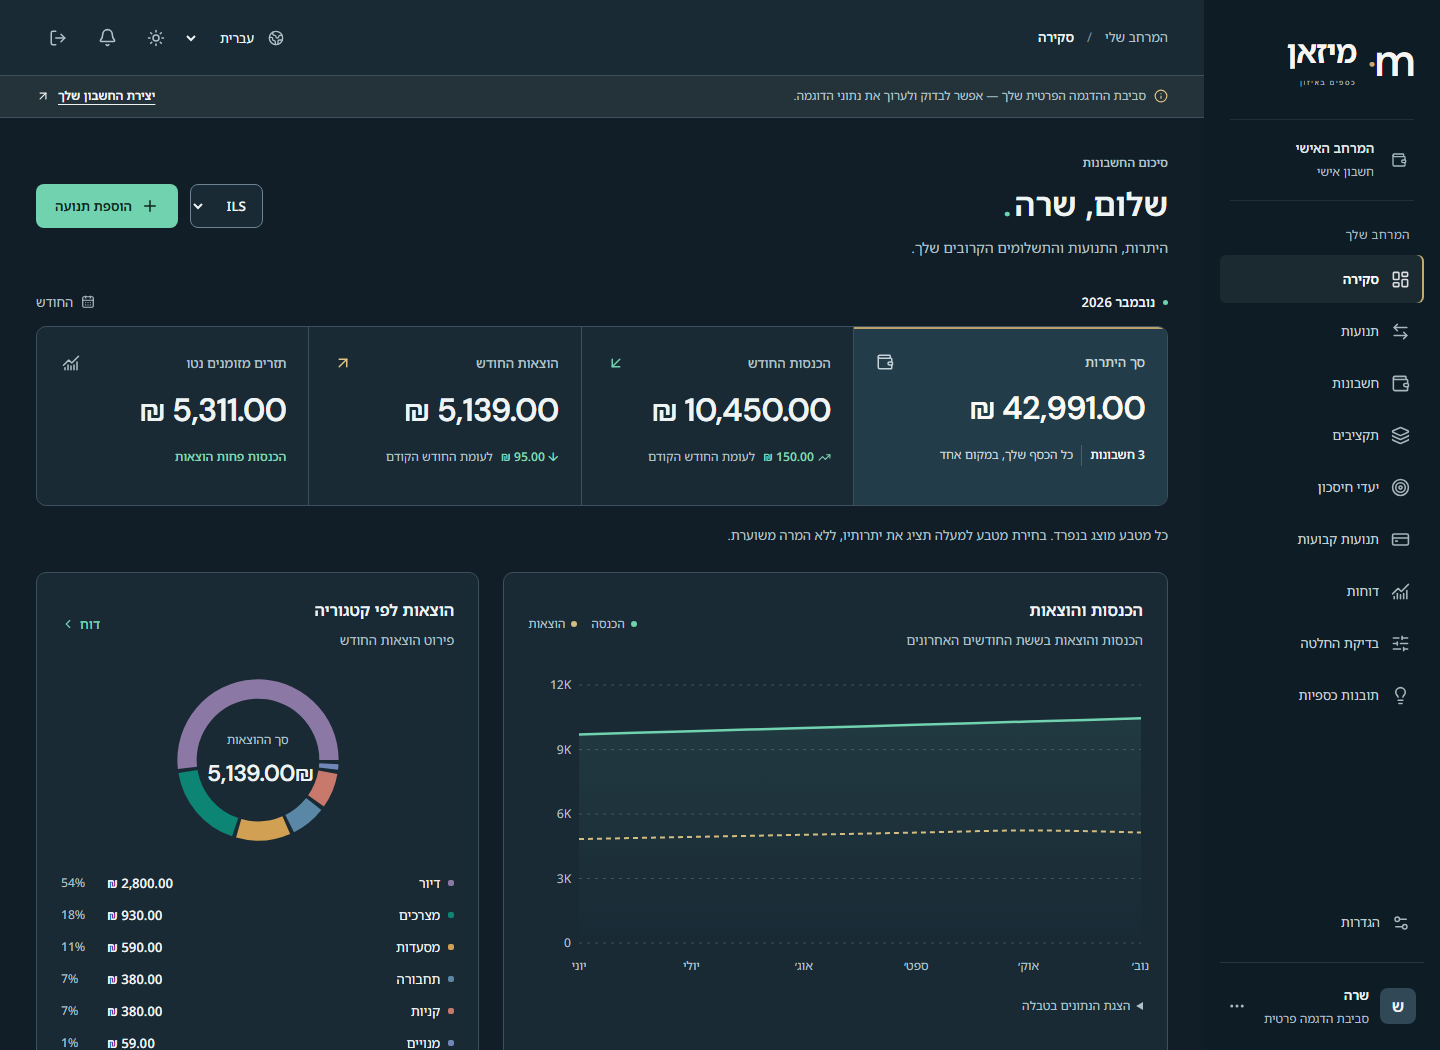 m· מיזאן
כספים באיזון
המרחב האישי
חשבון אישי
המרחב שלך
סקירה
תנועות
חשבונות
תקציבים
יעדי חיסכון
תנועות קבועות
דוחות
בדיקת החלטה
תובנות כספיות
הגדרות
ש
שרה
סביבת הדגמה פרטית
המרחב שלי / סקירה
עברית
סביבת ההדגמה הפרטית שלך — אפשר לבדוק ולערוך את נתוני הדוגמה.
יצירת החשבון שלך
סיכום החשבונות
שלום, שרה.
היתרות, התנועות והתשלומים הקרובים שלך.
ILS
הוספת תנועה
נובמבר 2026
החודש
סך היתרות
42,991.00 ₪
3 חשבונות
כל הכסף שלך, במקום אחד
הכנסות החודש
10,450.00 ₪
150.00 ₪ לעומת החודש הקודם
הוצאות החודש
5,139.00 ₪
95.00 ₪ לעומת החודש הקודם
תזרים מזומנים נטו
5,311.00 ₪
הכנסות פחות הוצאות
כל מטבע מוצג בנפרד. בחירת מטבע למעלה תציג את יתרותיו, ללא המרה משוערת.
הכנסות והוצאות
הכנסות והוצאות בששת החודשים האחרונים
הכנסה
הוצאות
12K
9K
6K
3K
0
יוני
יולי
אוג׳
ספט׳
אוק׳
נוב׳
הצגת הנתונים בטבלה
הוצאות לפי קטגוריה
פירוט הוצאות החודש
דוח
סך ההוצאות
5,139.00₪
דיור 2,800.00 ₪ 54%
מצרכים 930.00 ₪ 18%
מסעדות 590.00 ₪ 11%
תחבורה 380.00 ₪ 7%
קניות 380.00 ₪ 7%
מנויים 59.00 ₪ 1%